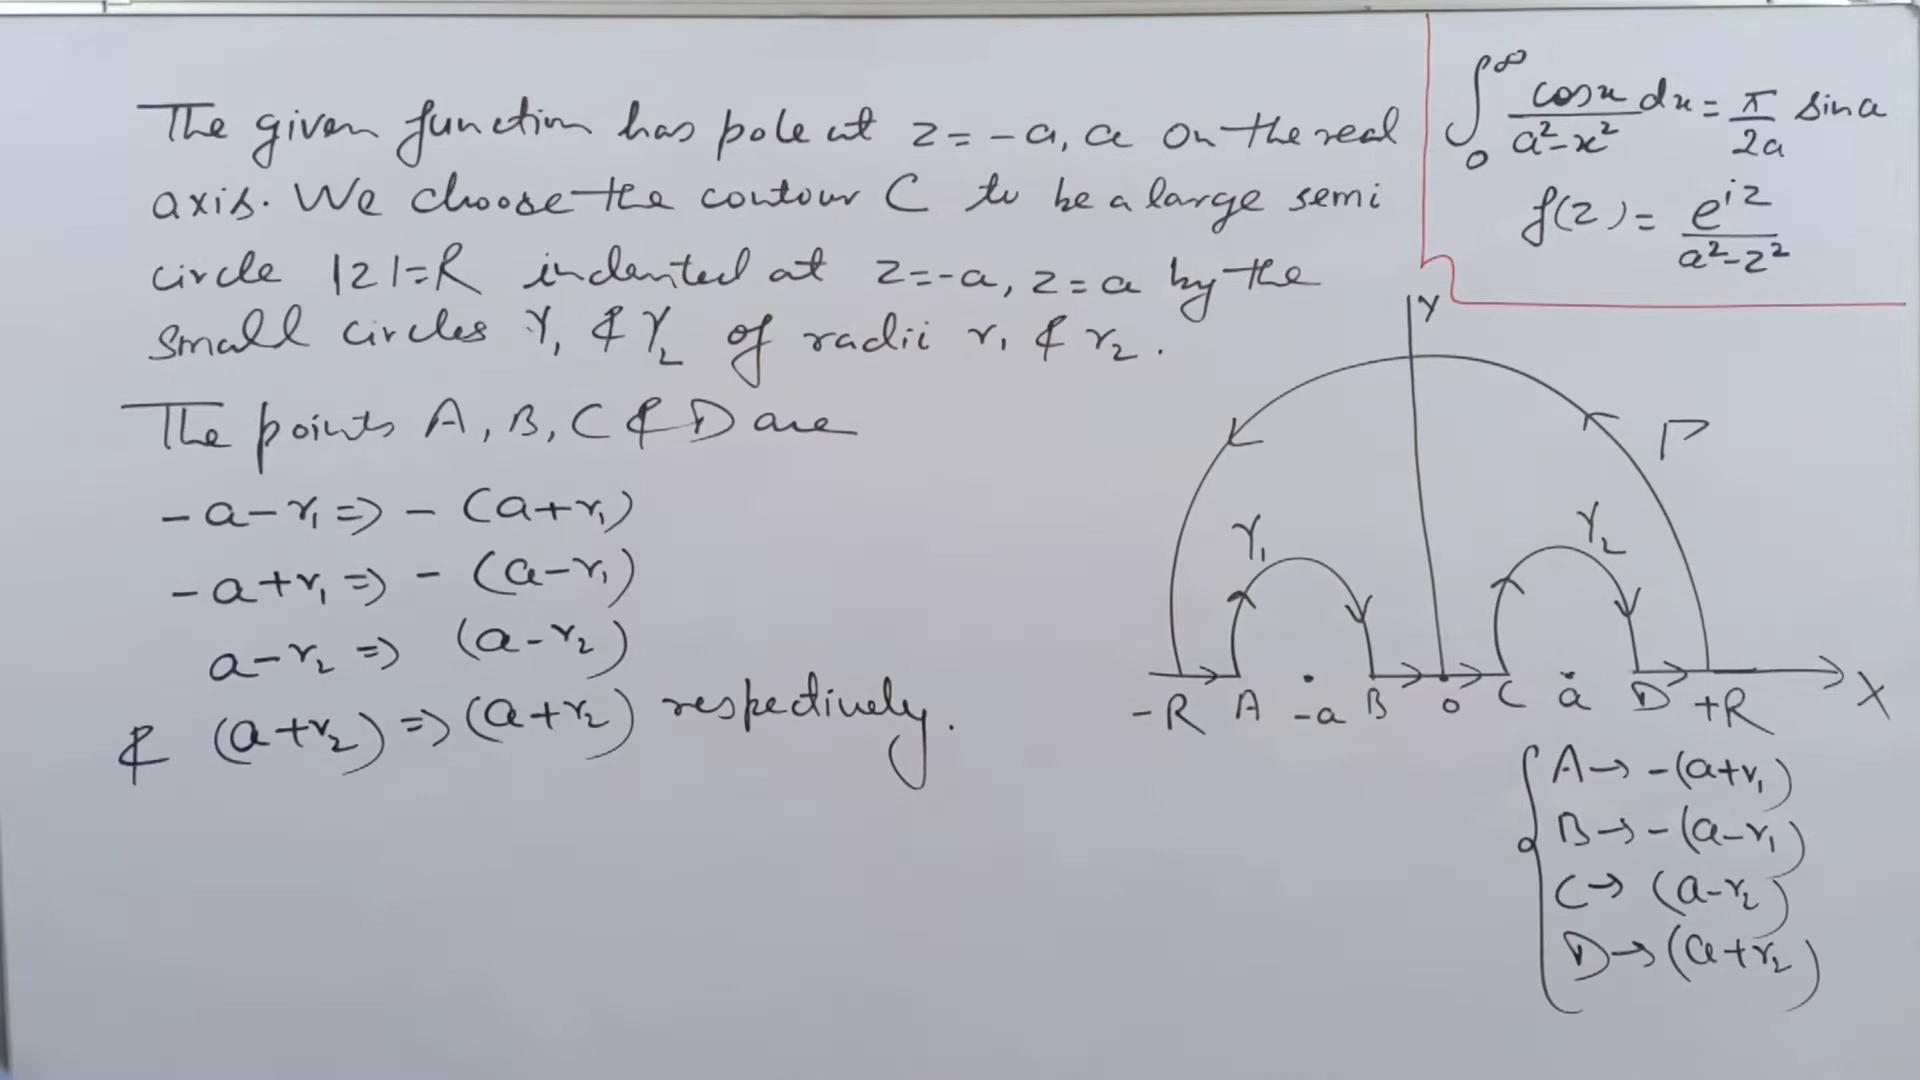 The given function has pole at z = -a, a on the real
axis. We choose the contour C to be a large semi
circle |z|=R indented at z=-a, z=a by the
small circles γ₁ & γ₂ of radii r₁ & r₂.
The points A, B, C & D are
-a-r₁ ⇒ -(a+r₁)
-a+r₁ ⇒ -(a-r₁)
a-r₂ ⇒ (a-r₂)
& (a+r₂) ⇒ (a+r₂) respectively.
∫₀^∞ cosx/(a²-x²) dx = π/2a sin a
f(z) = e^{iz}/(a²-z²)
Y
Γ
γ₁ γ₂
-R A -a B 0 C a D +R X
A → -(a+r₁)
B → -(a-r₁)
C → (a-r₂)
D → (a+r₂)